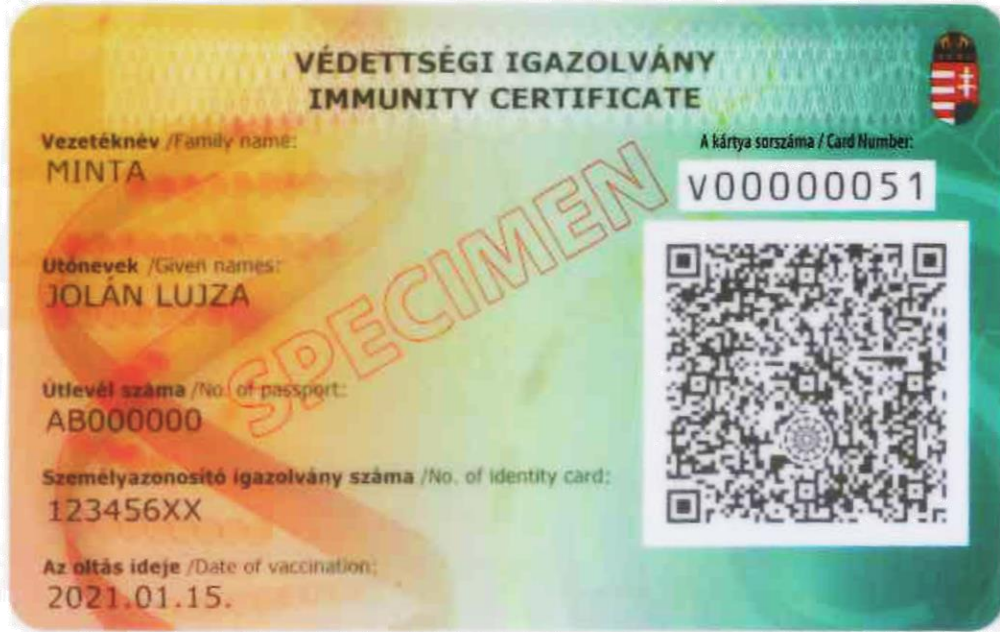 VÉDETTSÉGI IGAZOLVÁNY
IMMUNITY CERTIFICATE
Vezetéknév /Family name:
MINTA
A kártya sorszáma / Card Number:
V00000051
Utónevek /Given names:
JOLÁN LUJZA
SPECIMEN
Útlevél száma /No. of passport:
AB000000
Személyazonosító igazolvány száma /No. of identity card:
123456XX
Az oltás ideje /Date of vaccination:
2021.01.15.